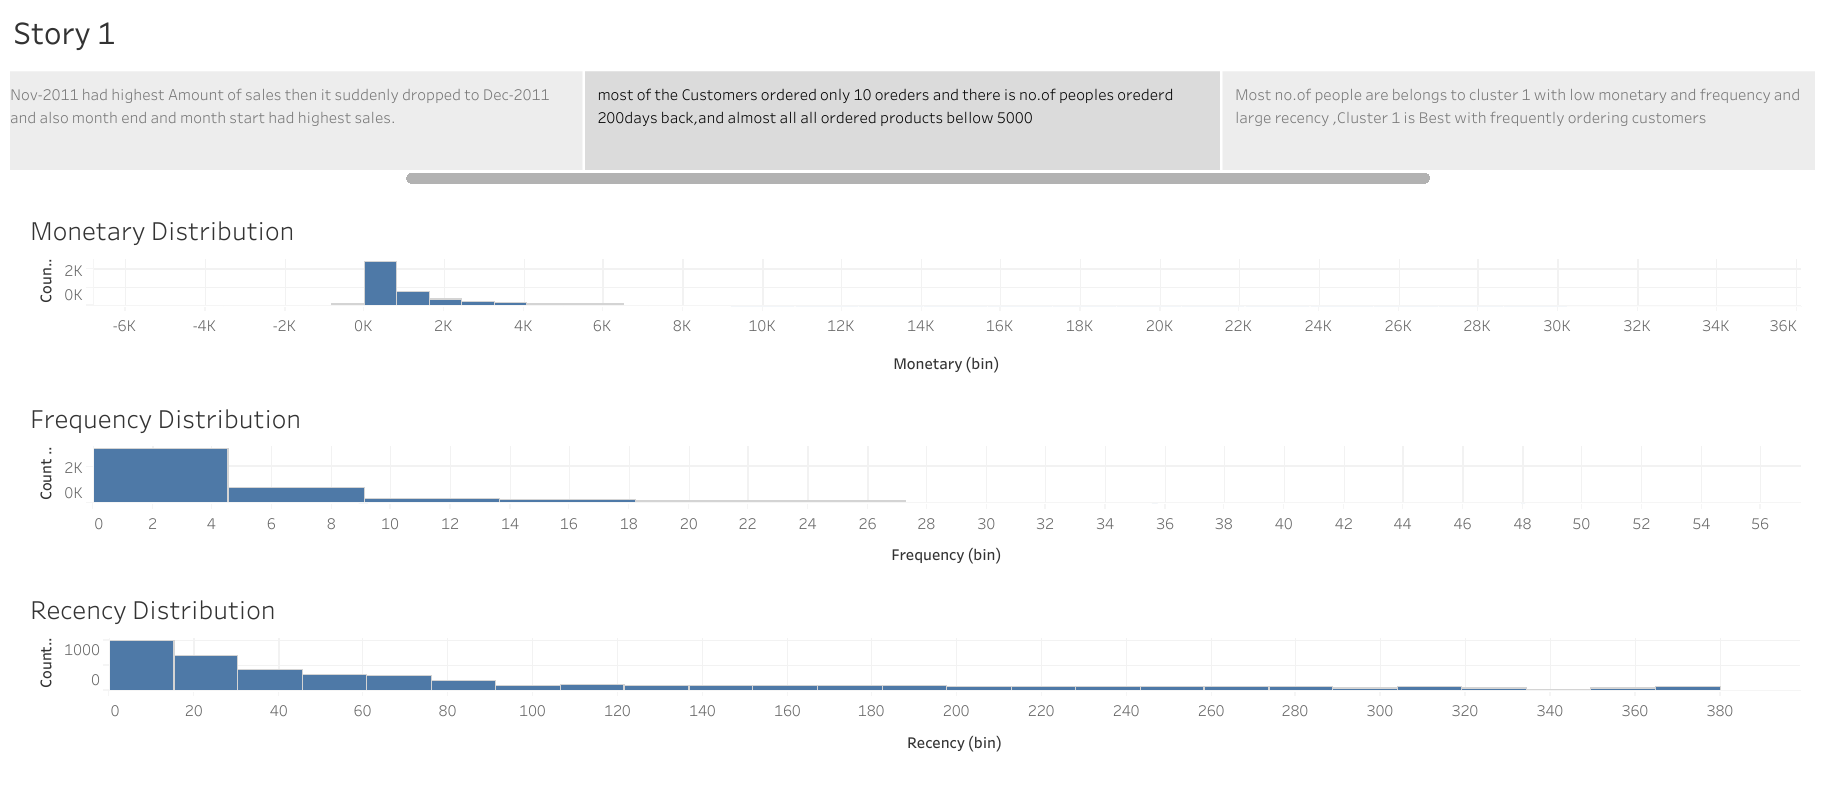 Story 1
Nov-2011 had highest Amount of sales then it suddenly dropped to Dec-2011
and also month end and month start had highest sales.
most of the Customers ordered only 10 oreders and there is no.of peoples orederd
200days back,and almost all all ordered products bellow 5000
Most no.of people are belongs to cluster 1 with low monetary and frequency and
large recency ,Cluster 1 is Best with frequently ordering customers
Monetary Distribution
Coun..
2K
0K
-6K -4K -2K 0K 2K 4K 6K 8K 10K 12K 14K 16K 18K 20K 22K 24K 26K 28K 30K 32K 34K 36K
Monetary (bin)
Frequency Distribution
Count ..
2K
0K
0 2 4 6 8 10 12 14 16 18 20 22 24 26 28 30 32 34 36 38 40 42 44 46 48 50 52 54 56
Frequency (bin)
Recency Distribution
Count..
1000
0
0 20 40 60 80 100 120 140 160 180 200 220 240 260 280 300 320 340 360 380
Recency (bin)